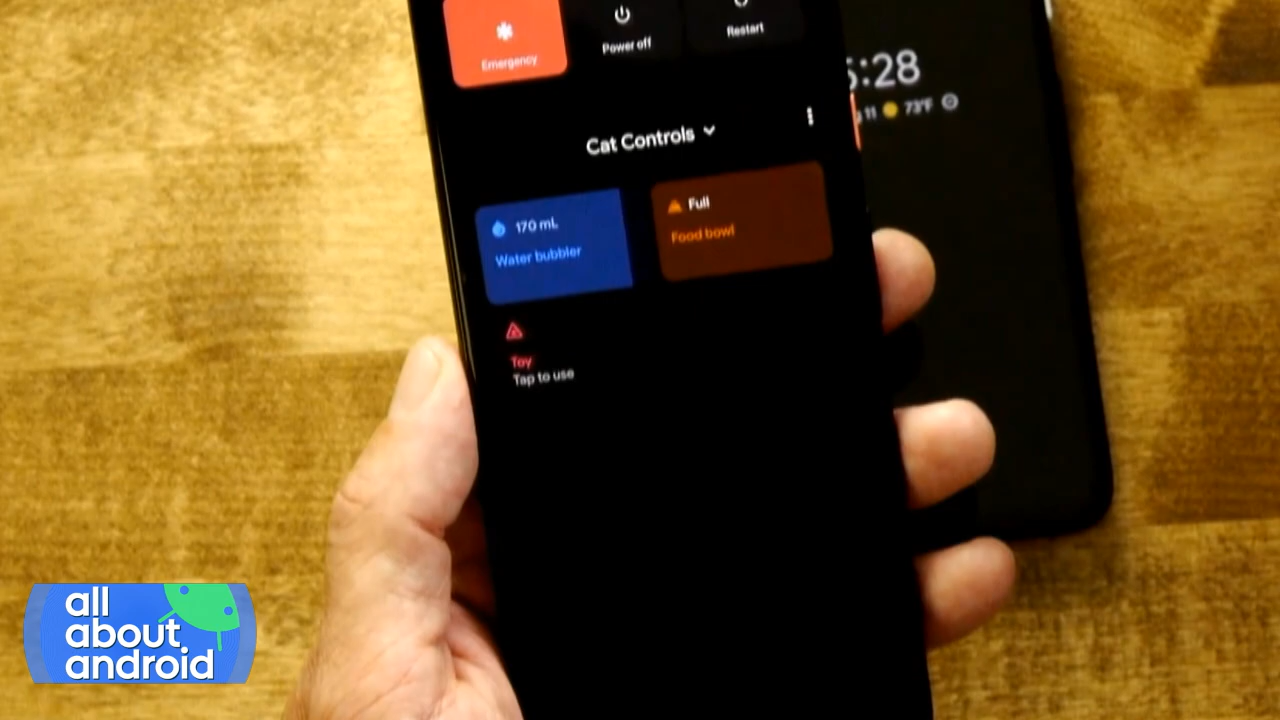 Emergency
Power off
Restart
5:28
11 73°F
Cat Controls
170 mL
Water bubbler
Full
Food bowl
Toy
Tap to use
all
about
android